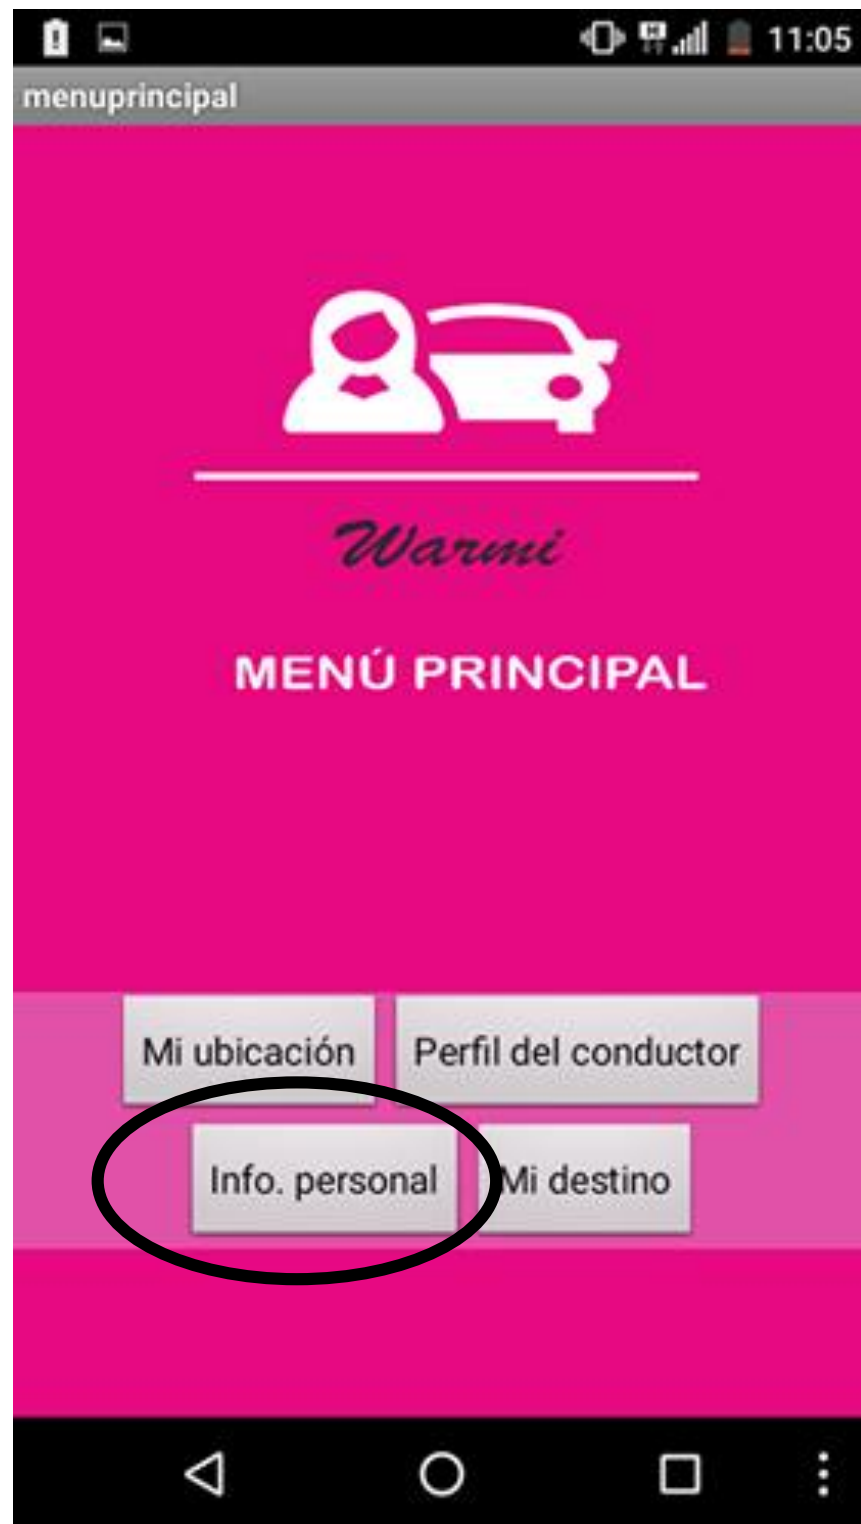 11:05
menuprincipal
Warmi
MENÚ PRINCIPAL
Mi ubicación Perfil del conductor
Info. personal Mi destino